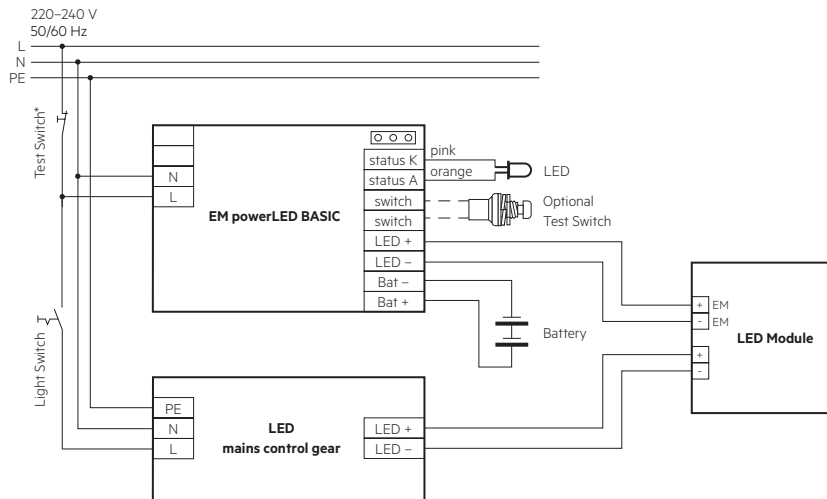 220–240 V
50/60 Hz
L
N
PE
Test Switch*
N
L
EM powerLED BASIC
status K
status A
switch
switch
LED +
LED –
Bat –
Bat +
pink
orange
LED
Optional
Test Switch
Battery
+ EM
- EM
LED Module
+
-
Light Switch
PE
N
L
LED
mains control gear
LED +
LED –